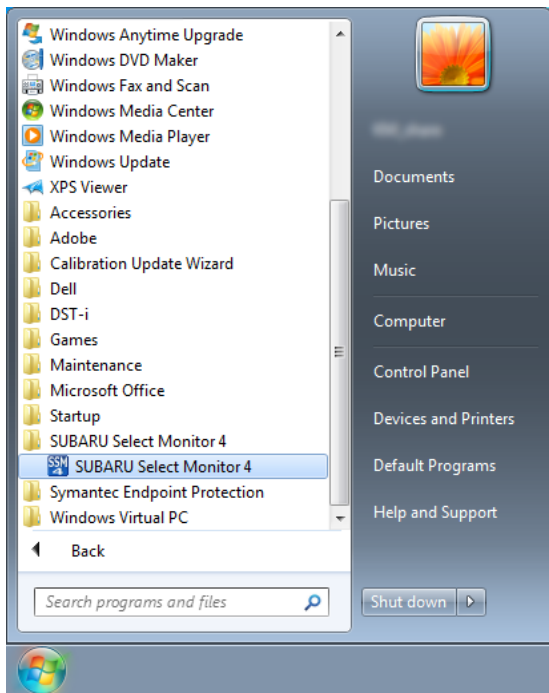 Windows Anytime Upgrade
Windows DVD Maker
Windows Fax and Scan
Windows Media Center
Windows Media Player
Windows Update
XPS Viewer
Accessories
Adobe
Calibration Update Wizard
Dell
DST-i
Games
Maintenance
Microsoft Office
Startup
SUBARU Select Monitor 4
SSM 4 SUBARU Select Monitor 4
Symantec Endpoint Protection
Windows Virtual PC
Back
Search programs and files
Documents
Pictures
Music
Computer
Control Panel
Devices and Printers
Default Programs
Help and Support
Shut down